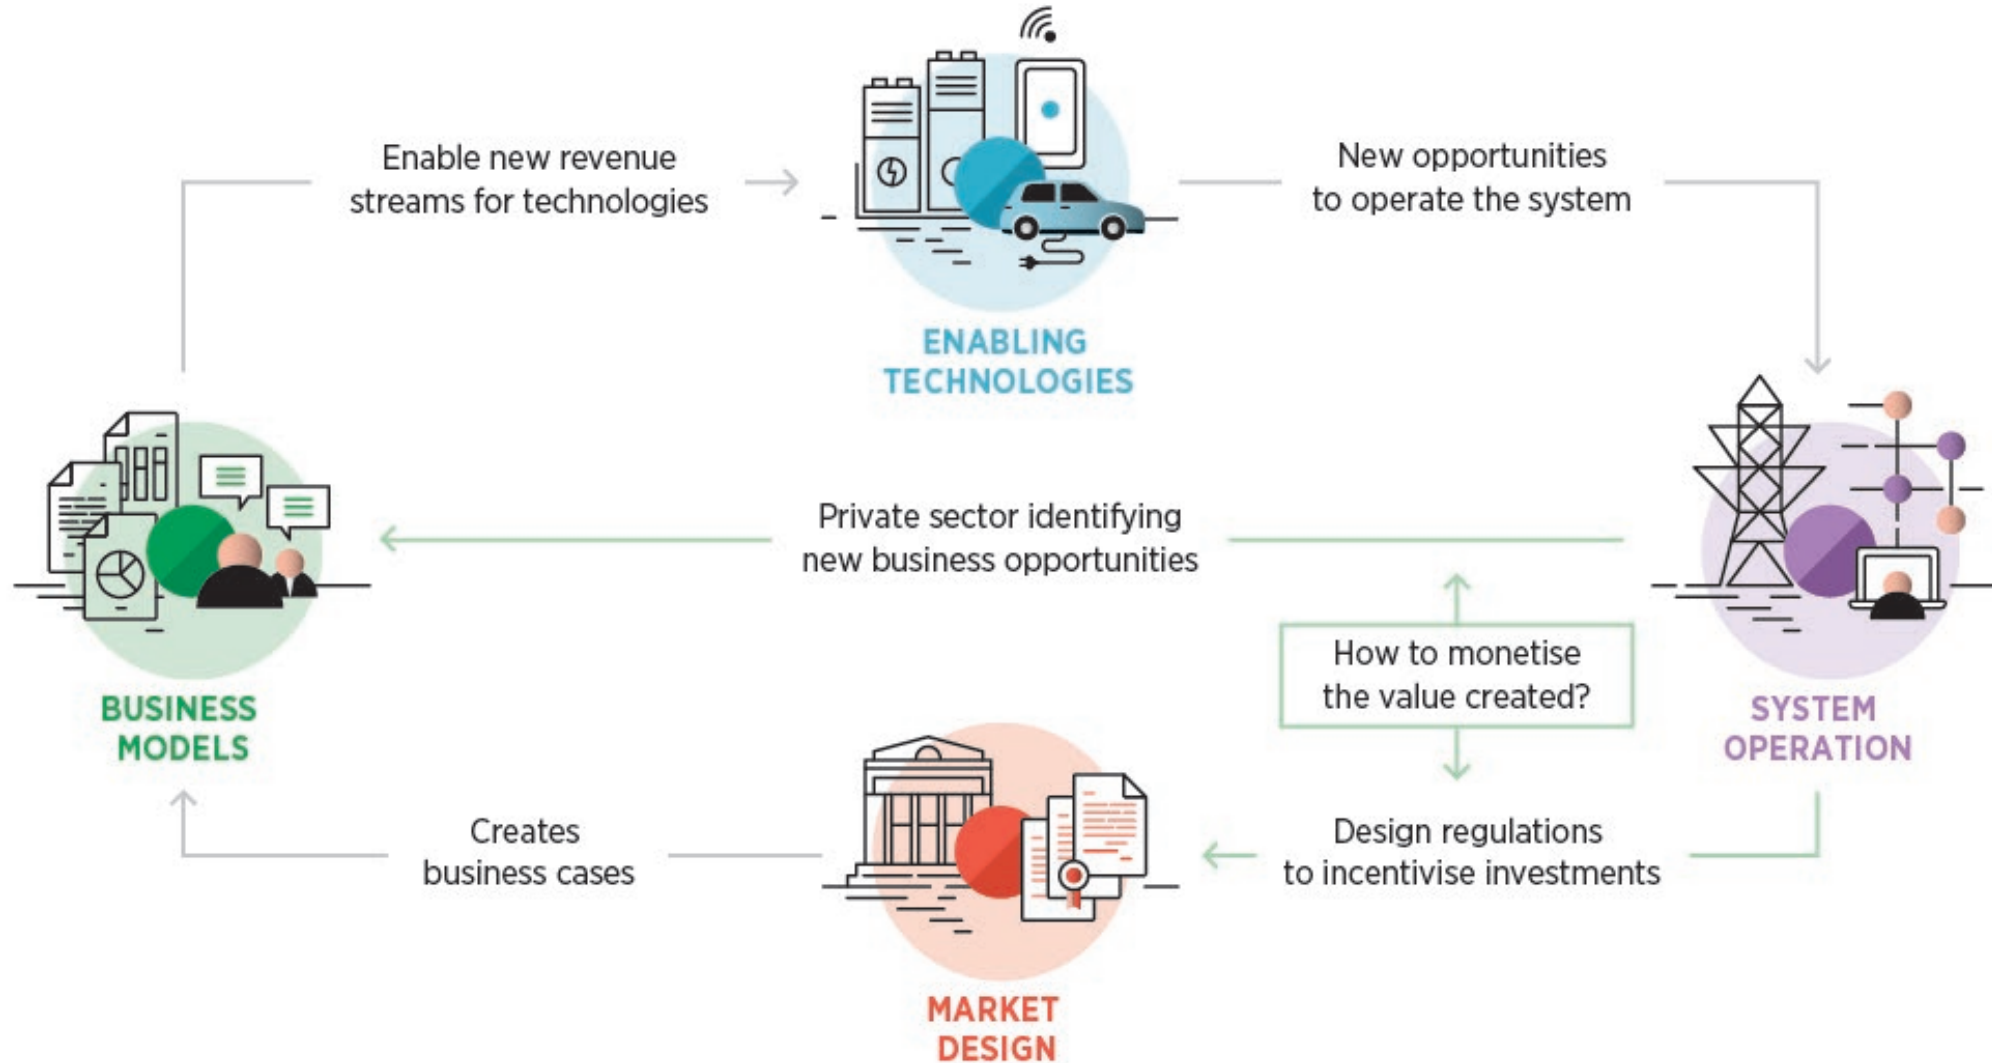 Enable new revenue
streams for technologies
New opportunities
to operate the system
ENABLING
TECHNOLOGIES
Private sector identifying
new business opportunities
How to monetise
the value created?
BUSINESS
MODELS
SYSTEM
OPERATION
Creates
business cases
Design regulations
to incentivise investments
MARKET
DESIGN